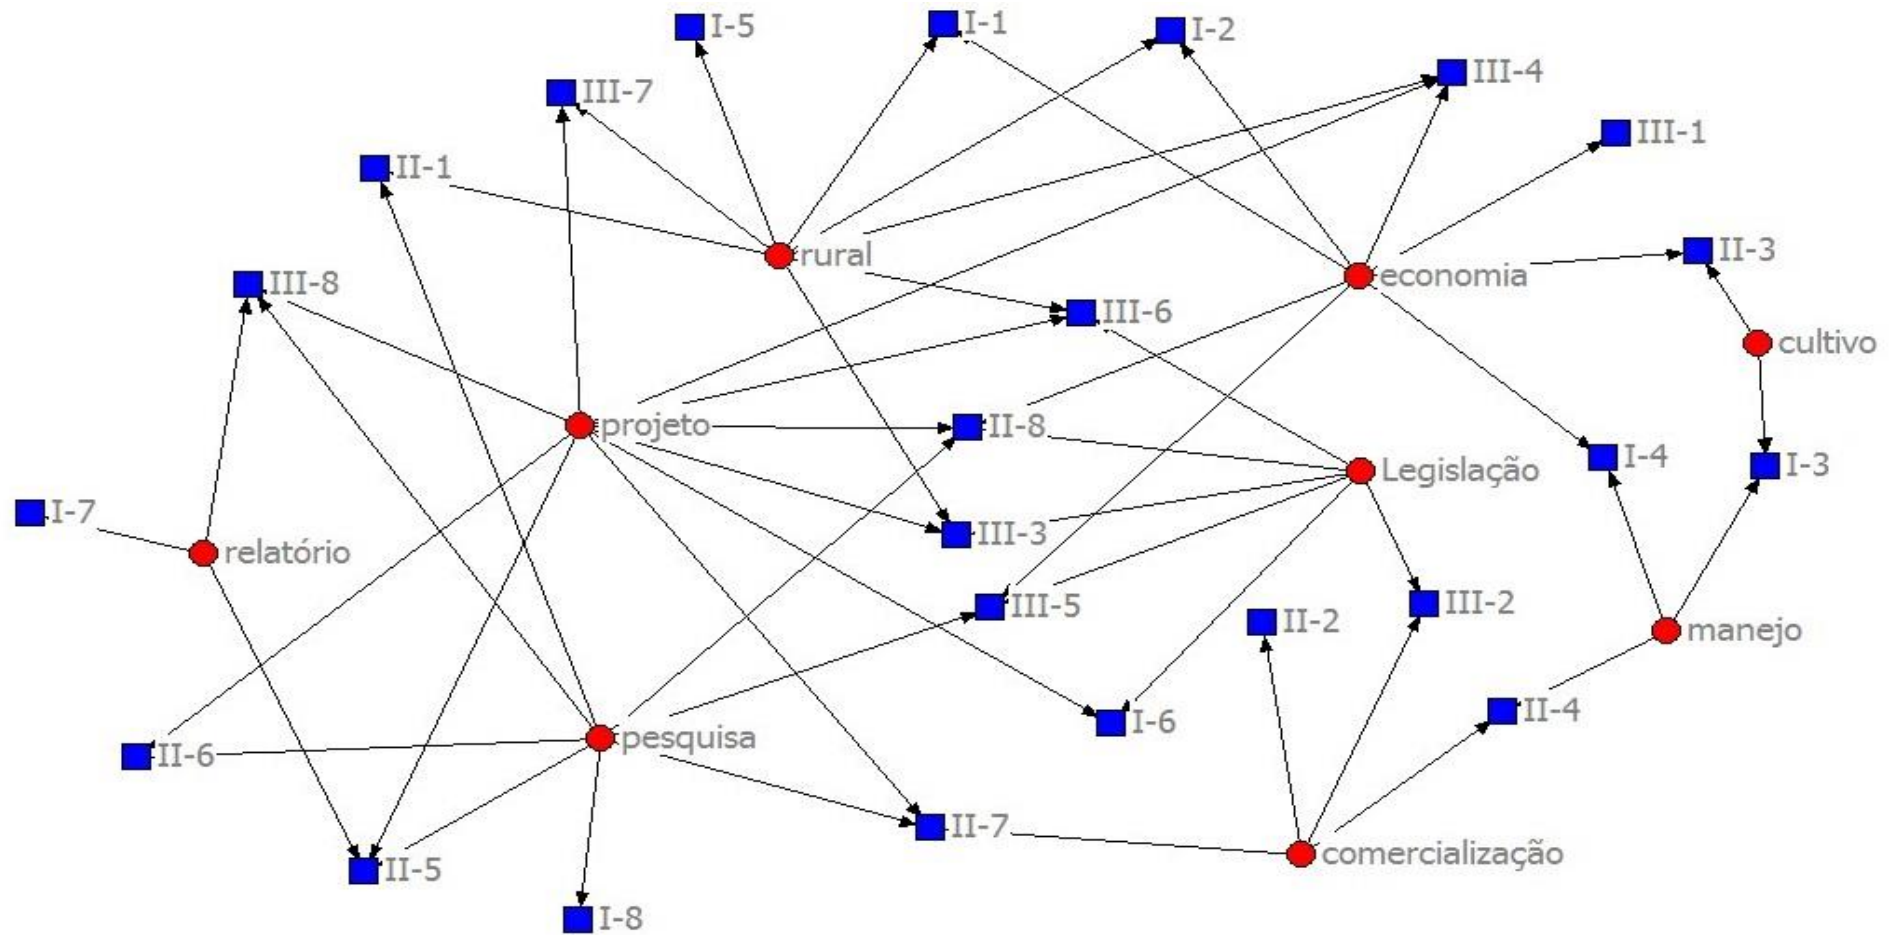 I-5
I-1
I-2
III-4
III-7
III-1
II-1
rural
II-3
economia
III-8
III-6
cultivo
projeto
II-8
I-4
I-3
Legislação
I-7
III-3
relatório
III-5
III-2
II-2
manejo
II-4
I-6
pesquisa
II-6
II-7
comercialização
II-5
I-8